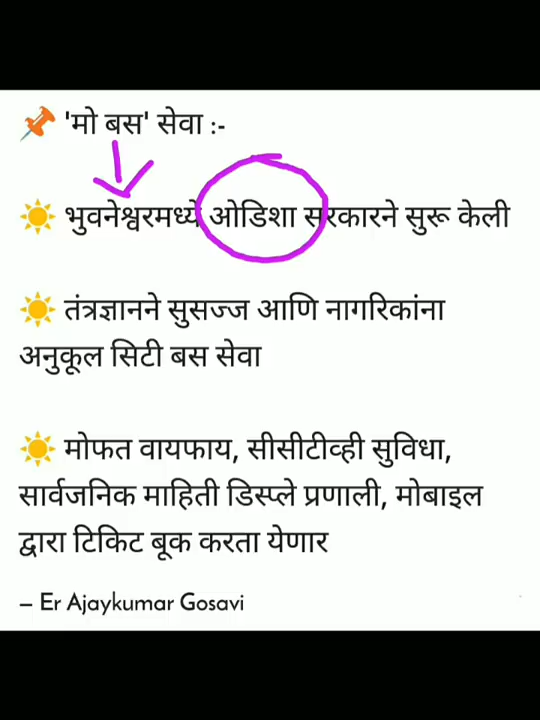 'मो बस' सेवा :-
भुवनेश्वरमध्ये ओडिशा सरकारने सुरू केली
तंत्रज्ञानने सुसज्ज आणि नागरिकांना
अनुकूल सिटी बस सेवा
मोफत वायफाय, सीसीटीव्ही सुविधा,
सार्वजनिक माहिती डिस्प्ले प्रणाली, मोबाइल
द्वारा टिकिट बूक करता येणार
– Er Ajaykumar Gosavi